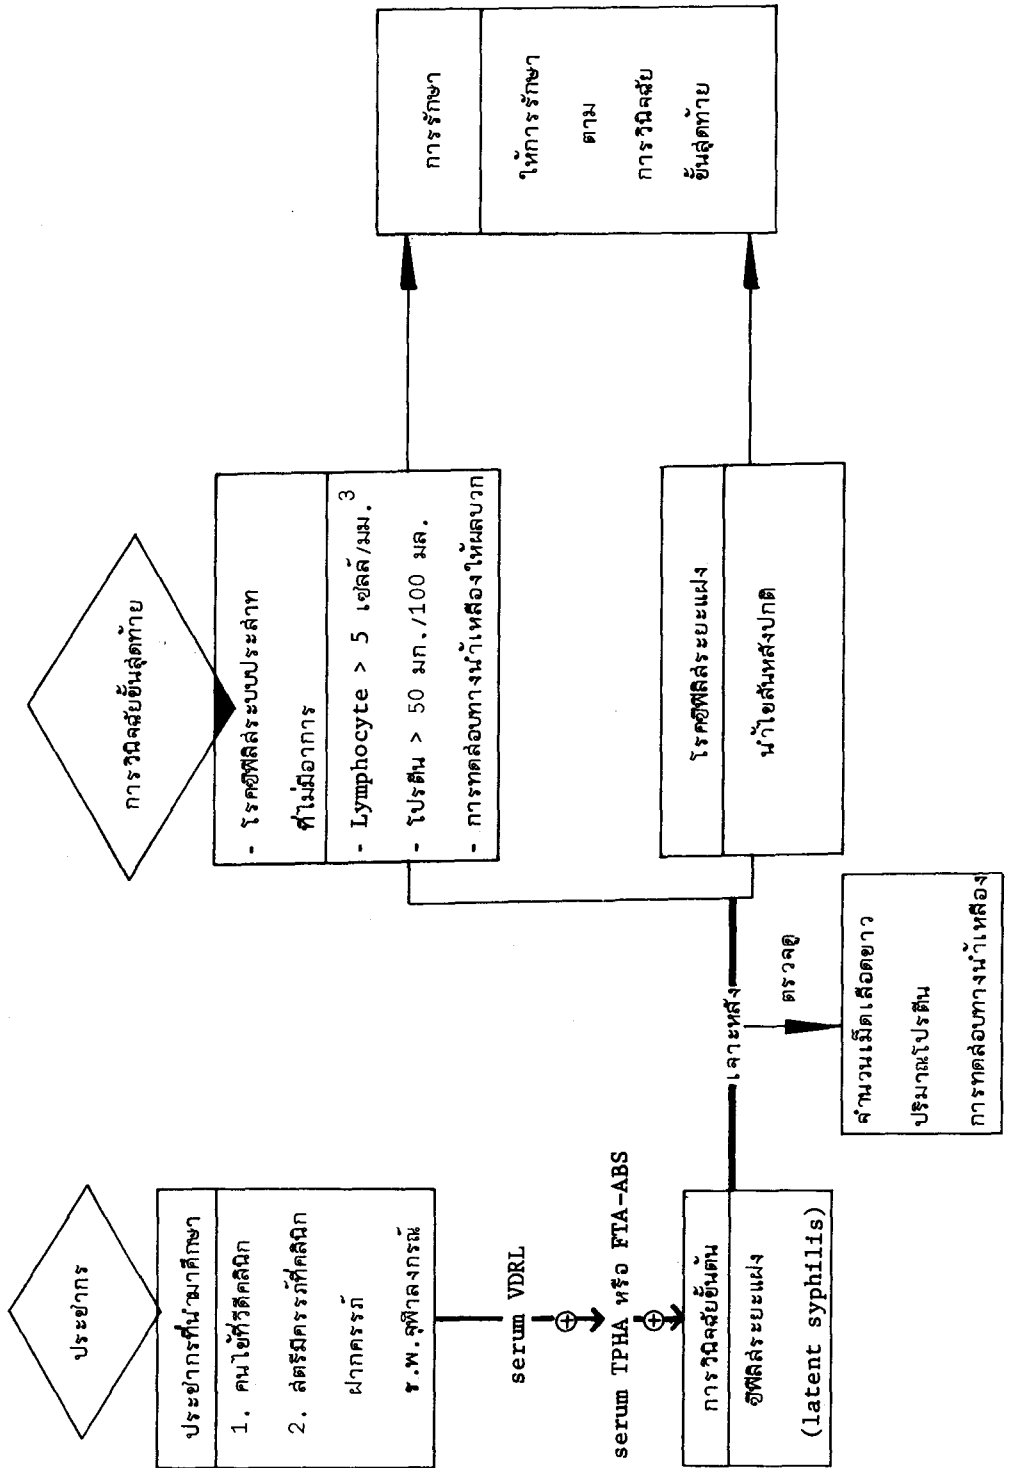 ประชากร
ประชากรที่นำมาศึกษา
1. คนไข้ที่วีดีคลินิก
2. สตรีมีครรภ์ที่คลินิก
ฝากครรภ์
ร.พ.จุฬาลงกรณ์
serum VDRL
⊕
serum TPHA หรือ FTA-ABS
⊕
การวินิจฉัยขั้นต้น
ซิฟิลิสระยะแฝง
(latent syphilis)
เจาะหลัง
ตรวจดู
จำนวนเม็ดเลือดขาว
ปริมาณโปรตีน
การทดสอบทางน้ำเหลือง
การวินิจฉัยขั้นสุดท้าย
- โรคซิฟิลิสระบบประสาท
ที่ไม่มีอาการ
- Lymphocyte > 5 เซลล์/มม.3
- โปรตีน > 50 มก./100 มล.
- การทดสอบทางน้ำเหลืองให้ผลบวก
โรคซิฟิลิสระยะแฝง
น้ำไขสันหลังปกติ
การรักษา
ให้การรักษา
ตาม
การวินิจฉัย
ขั้นสุดท้าย